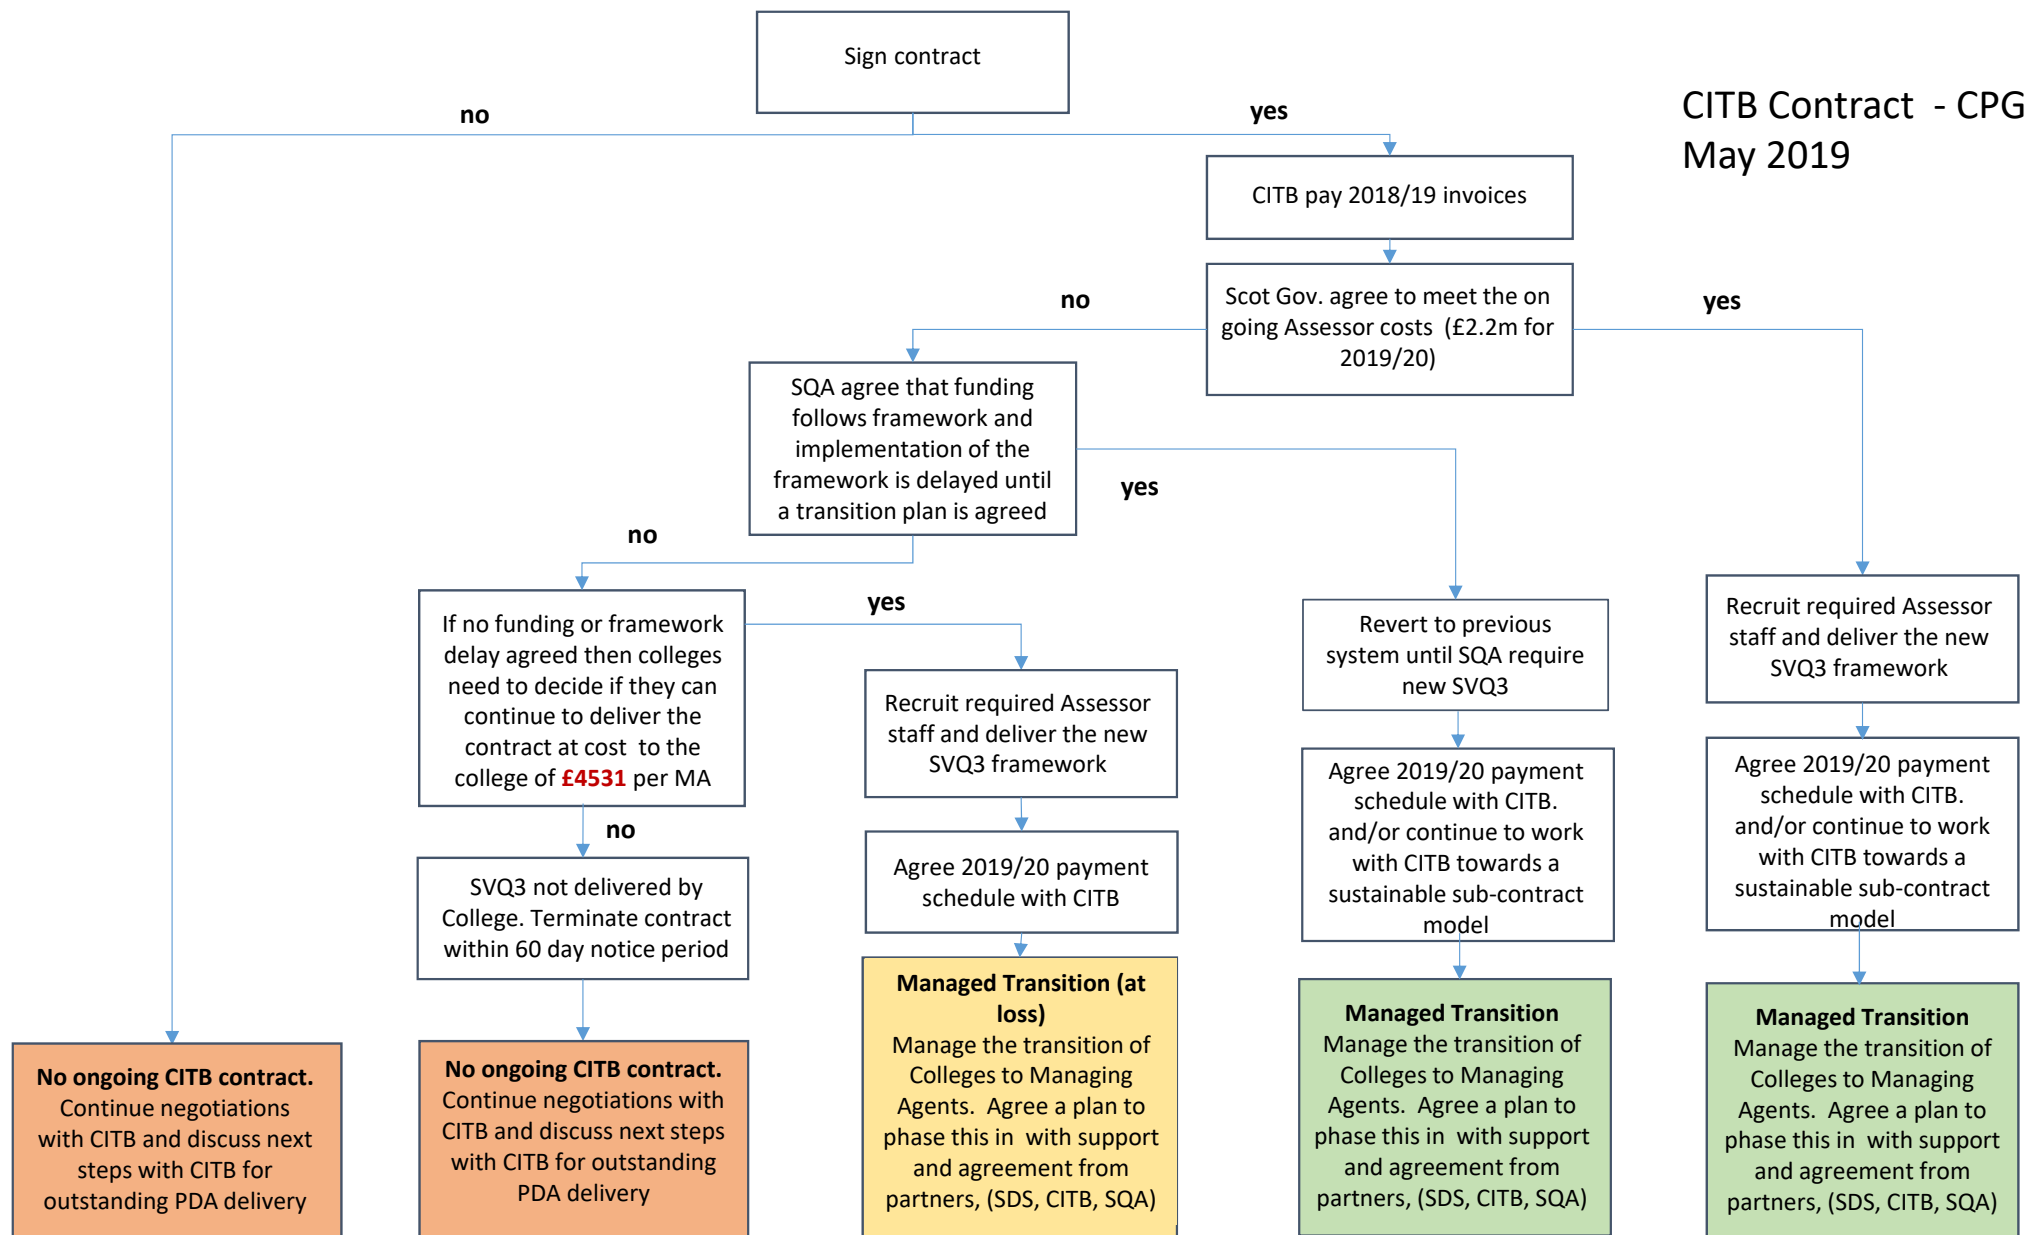 Sign contract
no
yes
CITB Contract - CPG
May 2019
CITB pay 2018/19 invoices
Scot Gov. agree to meet the on
going Assessor costs (£2.2m for
2019/20)
no
yes
SQA agree that funding
follows framework and
implementation of the
framework is delayed until
a transition plan is agreed
yes
no
If no funding or framework
delay agreed then colleges
need to decide if they can
continue to deliver the
contract at cost to the
college of £4531 per MA
yes
Recruit required Assessor
staff and deliver the new
SVQ3 framework
Revert to previous
system until SQA require
new SVQ3
Recruit required Assessor
staff and deliver the new
SVQ3 framework
no
SVQ3 not delivered by
College. Terminate contract
within 60 day notice period
Agree 2019/20 payment
schedule with CITB
Agree 2019/20 payment
schedule with CITB.
and/or continue to work
with CITB towards a
sustainable sub-contract
model
Agree 2019/20 payment
schedule with CITB.
and/or continue to work
with CITB towards a
sustainable sub-contract
model
No ongoing CITB contract.
Continue negotiations
with CITB and discuss next
steps with CITB for
outstanding PDA delivery
No ongoing CITB contract.
Continue negotiations with
CITB and discuss next steps
with CITB for outstanding
PDA delivery
Managed Transition (at
loss)
Manage the transition of
Colleges to Managing
Agents. Agree a plan to
phase this in with support
and agreement from
partners, (SDS, CITB, SQA)
Managed Transition
Manage the transition of
Colleges to Managing
Agents. Agree a plan to
phase this in with support
and agreement from
partners, (SDS, CITB, SQA)
Managed Transition
Manage the transition of
Colleges to Managing
Agents. Agree a plan to
phase this in with support
and agreement from
partners, (SDS, CITB, SQA)